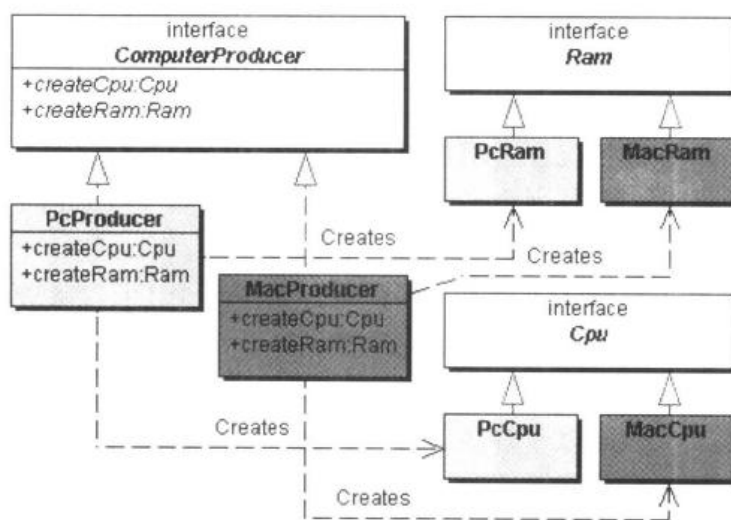 interface
ComputerProducer
+createCpu:Cpu
+createRam:Ram
interface
Ram
PcRam
MacRam
PcProducer
+createCpu:Cpu
+createRam:Ram
Creates
Creates
MacProducer
+createCpu:Cpu
+createRam:Ram
interface
Cpu
Creates
PcCpu
MacCpu
Creates